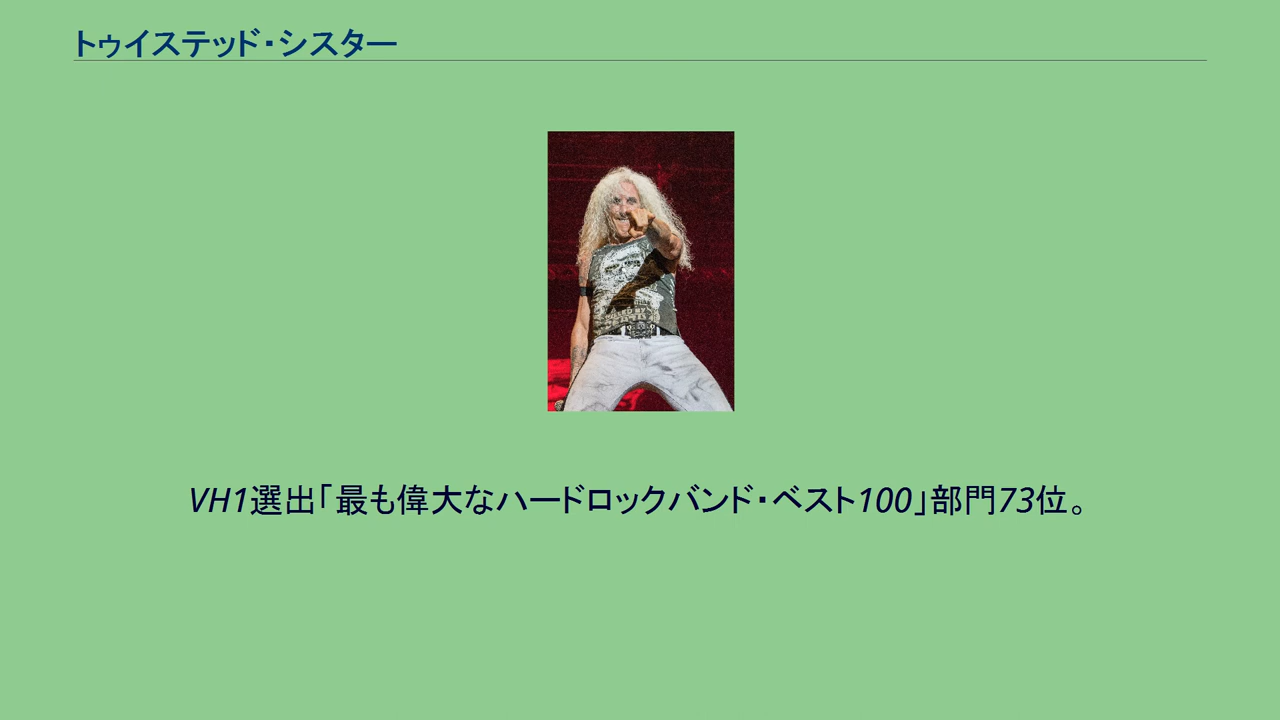 トゥイステッド・シスター
VH1選出「最も偉大なハードロックバンド・ベスト100」部門73位。